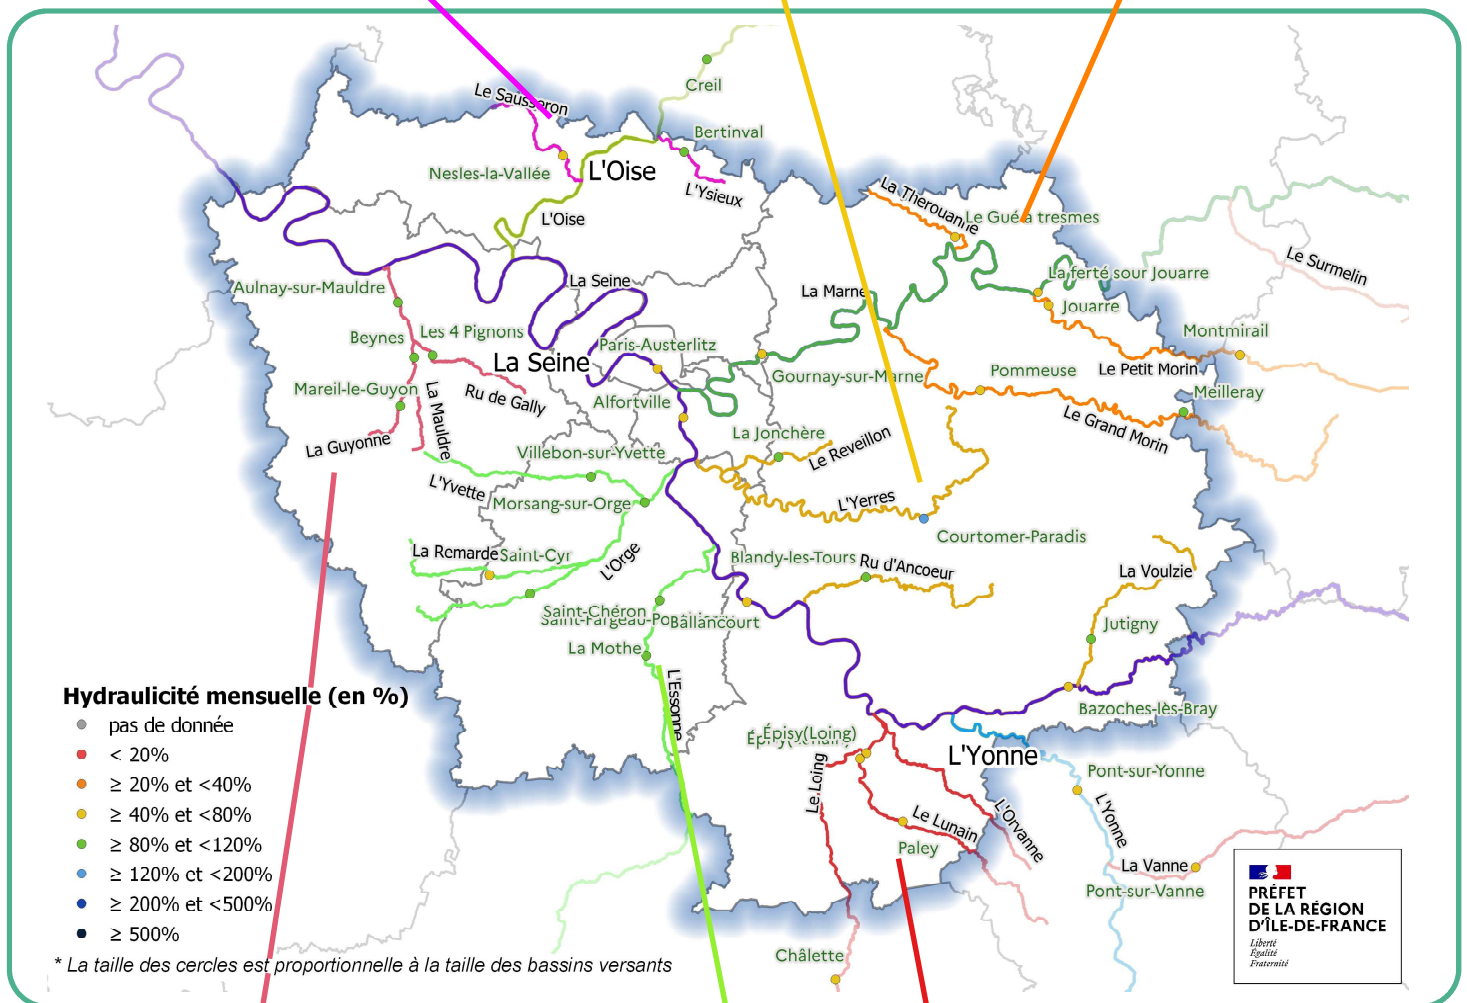 Creil
Le Sausseron
Bertinval
Nesles-la-Vallée
L'Oise
L'Ysieux
La Therouanne
L'Oise
Le Gué à tresmes
Le Surmelin
La ferté sour Jouarre
Aulnay-sur-Mauldre
La Seine
La Marne
Jouarre
Beynes
Les 4 Pignons
Paris-Austerlitz
Montmirail
La Seine
Le Petit Morin
Gournay-sur-Marne
Pommeuse
Mareil-le-Guyon
Ru de Gally
Alfortville
Meilleray
La Mauldre
Le Grand Morin
La Guyonne
La Jonchère
Le Reveillon
Villebon-sur-Yvette
L'Yvette
Morsang-sur-Orge
L'Yerres
Courtomer-Paradis
La Remarde
Saint-Cyr
L'Orge
Blandy-les-Tours
Ru d'Ancoeur
La Voulzie
Saint-Chéron
Ballancourt
Jutigny
La Mothe
L'Essonne
Bazoches-lès-Bray
Épisy(Loing)
L'Yonne
Pont-sur-Yonne
Le Loing
L'Orvanne
L'Yonne
Le Lunain
Paley
La Vanne
Pont-sur-Vanne
Châlette
Hydraulicité mensuelle (en %)
pas de donnée
< 20%
≥ 20% et <40%
≥ 40% et <80%
≥ 80% et <120%
≥ 120% et <200%
≥ 200% et <500%
≥ 500%
* La taille des cercles est proportionnelle à la taille des bassins versants
PRÉFET
DE LA RÉGION
D'ÎLE-DE-FRANCE
Liberté
Égalité
Fraternité